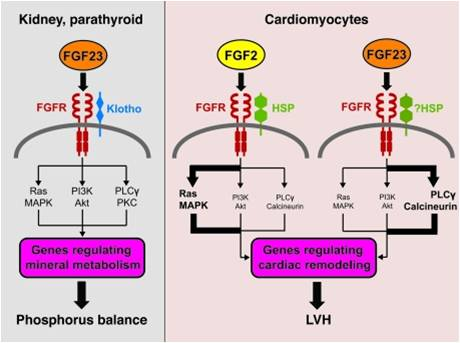 Kidney, parathyroid
FGF23
FGFR
Klotho
Ras
MAPK
PI3K
Akt
PLCγ
PKC
Genes regulating
mineral metabolism
Phosphorus balance
Cardiomyocytes
FGF2
FGFR
HSP
Ras
MAPK
PI3K
Akt
PLCγ
Calcineurin
FGF23
FGFR
?HSP
Ras
MAPK
PI3K
Akt
PLCγ
Calcineurin
Genes regulating
cardiac remodeling
LVH